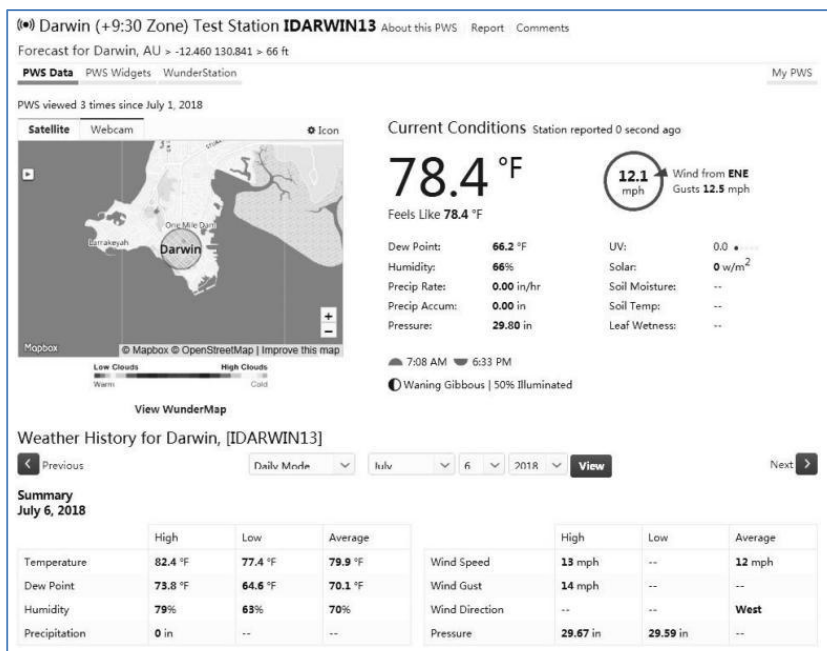 Darwin (+9:30 Zone) Test Station IDARWIN13 About this PWS Report Comments
Forecast for Darwin, AU > -12.460 130.841 > 66 ft
PWS Data PWS Widgets WunderStation My PWS
PWS viewed 3 times since July 1, 2018
Satellite Webcam Icon
One Mile Dam
Larrakeyah
Darwin
+
−
Mapbox © Mapbox © OpenStreetMap | Improve this map
Low Clouds High Clouds
Warm Cold
View WunderMap
Current Conditions Station reported 0 second ago
78.4 °F
Feels Like 78.4 °F
12.1 mph
Wind from ENE
Gusts 12.5 mph
Dew Point: 66.2 °F
Humidity: 66%
Precip Rate: 0.00 in/hr
Precip Accum: 0.00 in
Pressure: 29.80 in
UV: 0.0
Solar: 0 w/m2
Soil Moisture: --
Soil Temp: --
Leaf Wetness: --
7:08 AM 6:33 PM
Waning Gibbous | 50% Illuminated
Weather History for Darwin, [IDARWIN13]
Previous Daily Mode July 6 2018 View Next
Summary
July 6, 2018
High Low Average
Temperature 82.4 °F 77.4 °F 79.9 °F
Dew Point 73.8 °F 64.6 °F 70.1 °F
Humidity 79% 63% 70%
Precipitation 0 in -- --
High Low Average
Wind Speed 13 mph -- 12 mph
Wind Gust 14 mph -- --
Wind Direction -- -- West
Pressure 29.67 in 29.59 in --